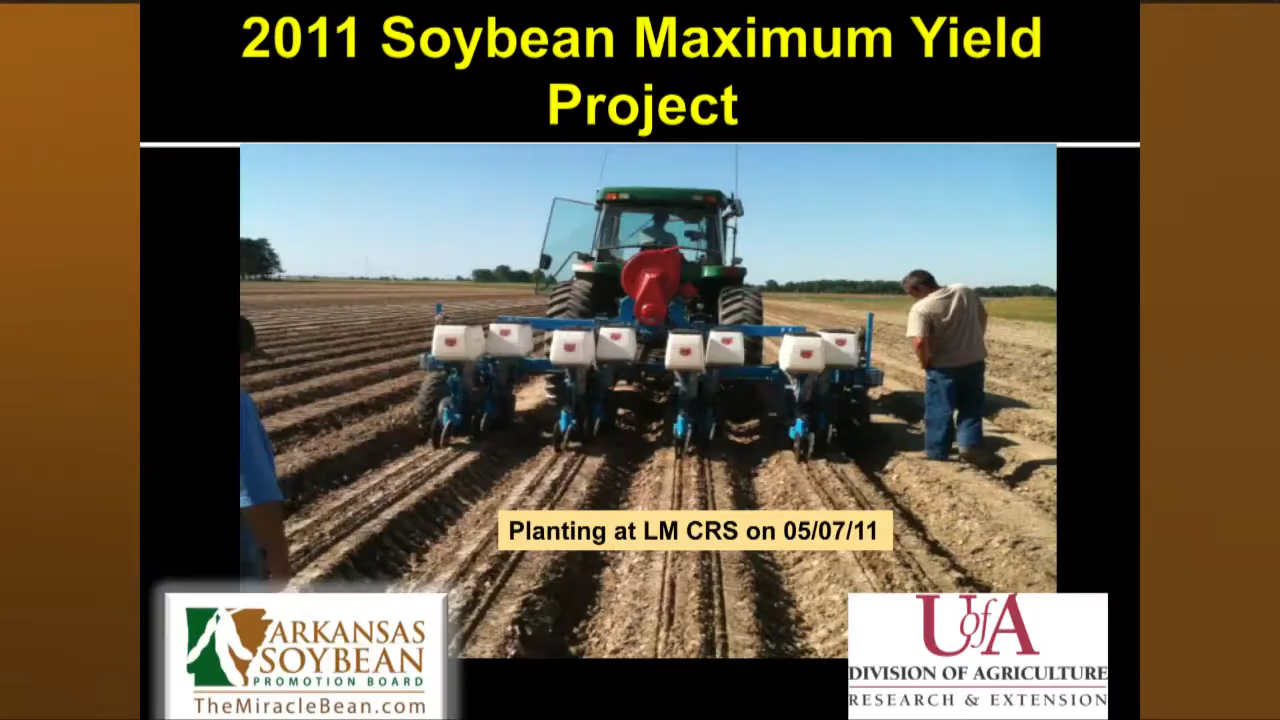 2011 Soybean Maximum Yield
Project
Planting at LM CRS on 05/07/11
ARKANSAS
SOYBEAN
PROMOTION BOARD
TheMiracleBean.com
UofA
DIVISION OF AGRICULTURE
RESEARCH & EXTENSION